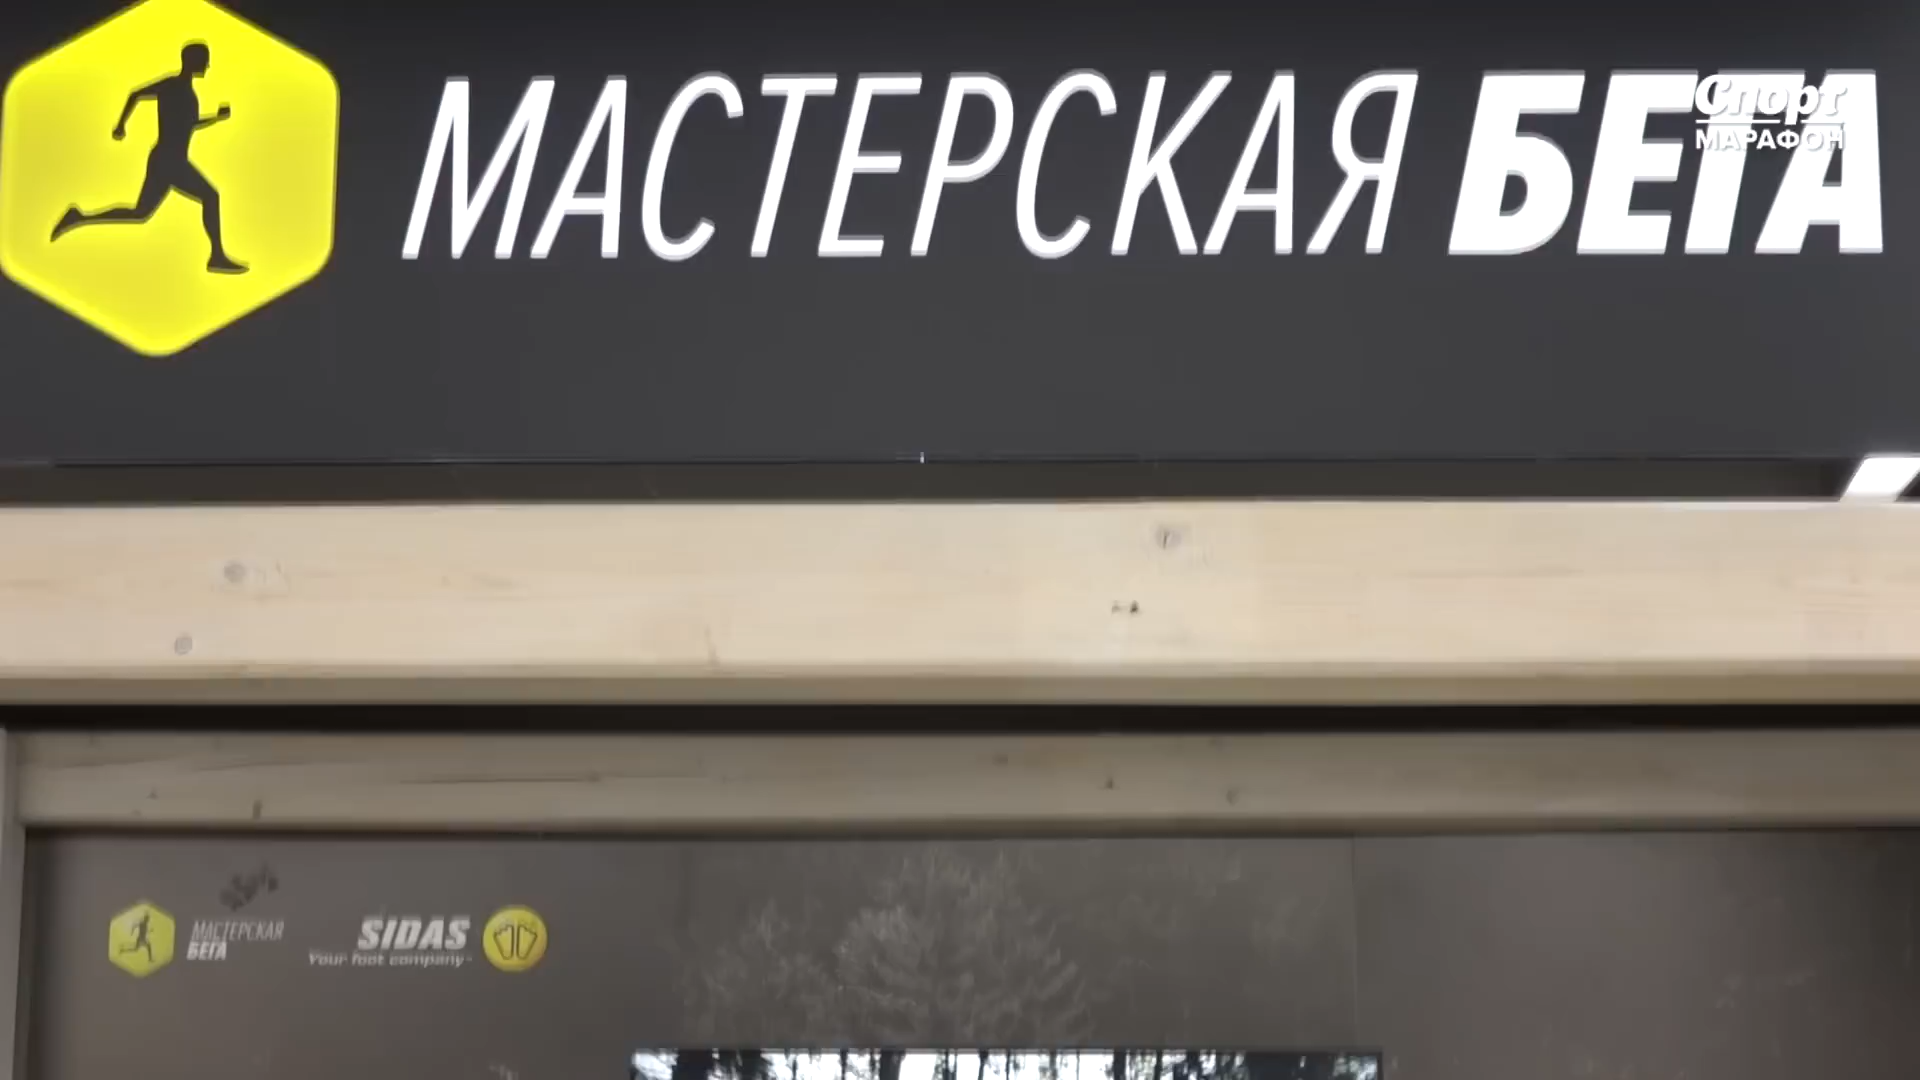 МАСТЕРСКАЯ БЕГА
Спорт
МАРАФОН
МАСТЕРСКАЯ
БЕГА
SIDAS
Your foot company